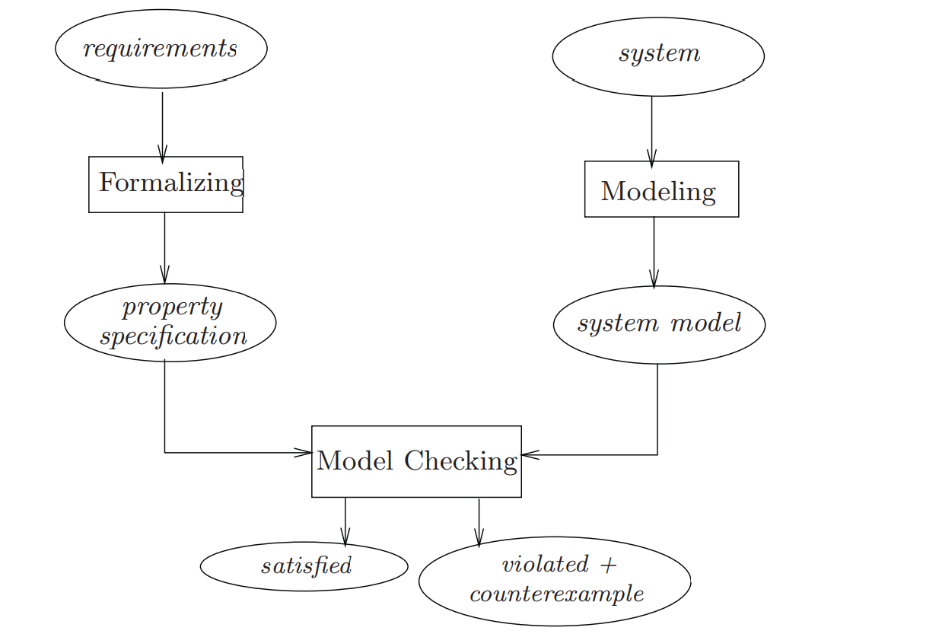 requirements
system
Formalizing
Modeling
property
specification
system model
Model Checking
satisfied
violated +
counterexample